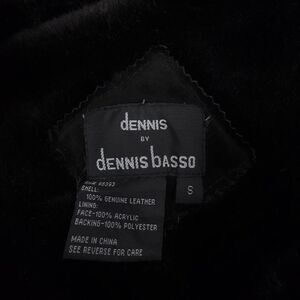 dENNIS
BY
dENNIS bASSO
S
SHELL:
100% GENUINE LEATHER
LINING:
FACE-100% ACRYLIC
BACKING-100% POLYESTER
MADE IN CHINA
SEE REVERSE FOR CARE